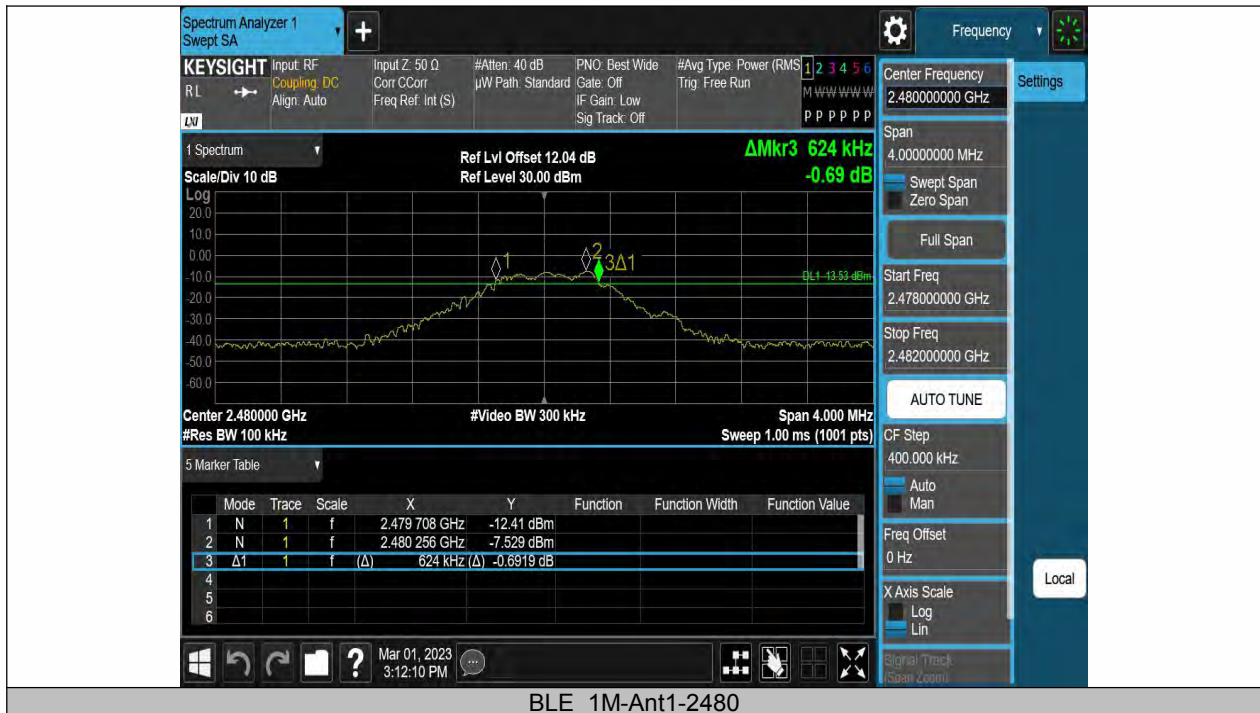 Spectrum Analyzer 1
Swept SA
+
Frequency
KEYSIGHT
RL
LXI
Input: RF
Coupling: DC
Align: Auto
Input Z: 50 Ω
Corr CCorr
Freq Ref: Int (S)
#Atten: 40 dB
µW Path: Standard
PNO: Best Wide
Gate: Off
IF Gain: Low
Sig Track: Off
#Avg Type: Power (RMS
Trig: Free Run
1 2 3 4 5 6
M W W W W W
P P P P P P
1 Spectrum
Scale/Div 10 dB
Ref Lvl Offset 12.04 dB
Ref Level 30.00 dBm
ΔMkr3 624 kHz
-0.69 dB
Log
20.0
10.0
0.00
-10.0
-20.0
-30.0
-40.0
-50.0
-60.0
1
2
3Δ1
DL1 -13.53 dBm
Center 2.480000 GHz
#Res BW 100 kHz
#Video BW 300 kHz
Span 4.000 MHz
Sweep 1.00 ms (1001 pts)
5 Marker Table
Mode Trace Scale X Y Function Function Width Function Value
1 N 1 f 2.479 708 GHz -12.41 dBm
2 N 1 f 2.480 256 GHz -7.529 dBm
3 Δ1 1 f (Δ) 624 kHz (Δ) -0.6919 dB
4
5
6
?
Mar 01, 2023
3:12:10 PM
Center Frequency
2.480000000 GHz
Settings
Span
4.00000000 MHz
Swept Span
Zero Span
Full Span
Start Freq
2.478000000 GHz
Stop Freq
2.482000000 GHz
AUTO TUNE
CF Step
400.000 kHz
Auto
Man
Freq Offset
0 Hz
X Axis Scale
Log
Lin
Signal Track
(Span Zoom)
Local
BLE_1M-Ant1-2480